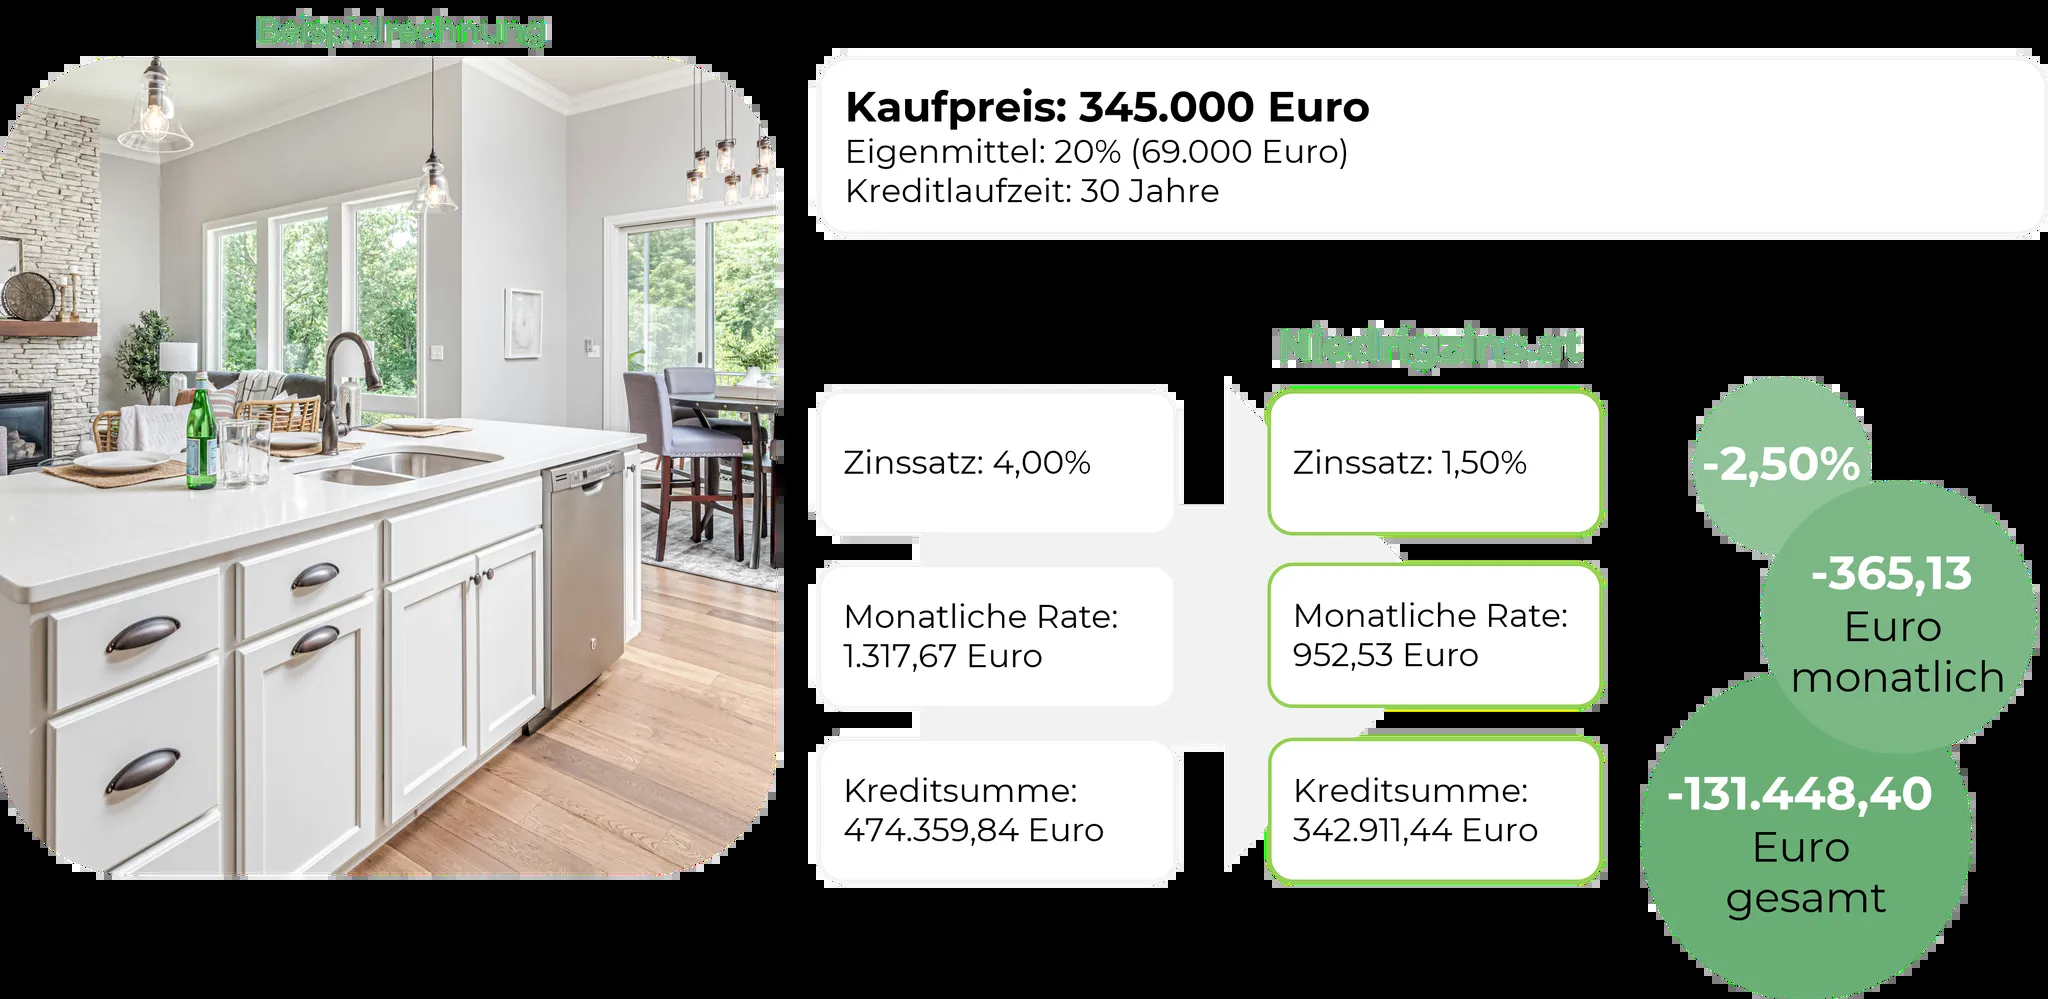 Beispielrechnung
Kaufpreis: 345.000 Euro
Eigenmittel: 20% (69.000 Euro)
Kreditlaufzeit: 30 Jahre
Niedrigzins.at
Zinssatz: 4,00%
Zinssatz: 1,50%
-2,50%
Monatliche Rate:
1.317,67 Euro
Monatliche Rate:
952,53 Euro
-365,13
Euro
monatlich
Kreditsumme:
474.359,84 Euro
Kreditsumme:
342.911,44 Euro
-131.448,40
Euro
gesamt